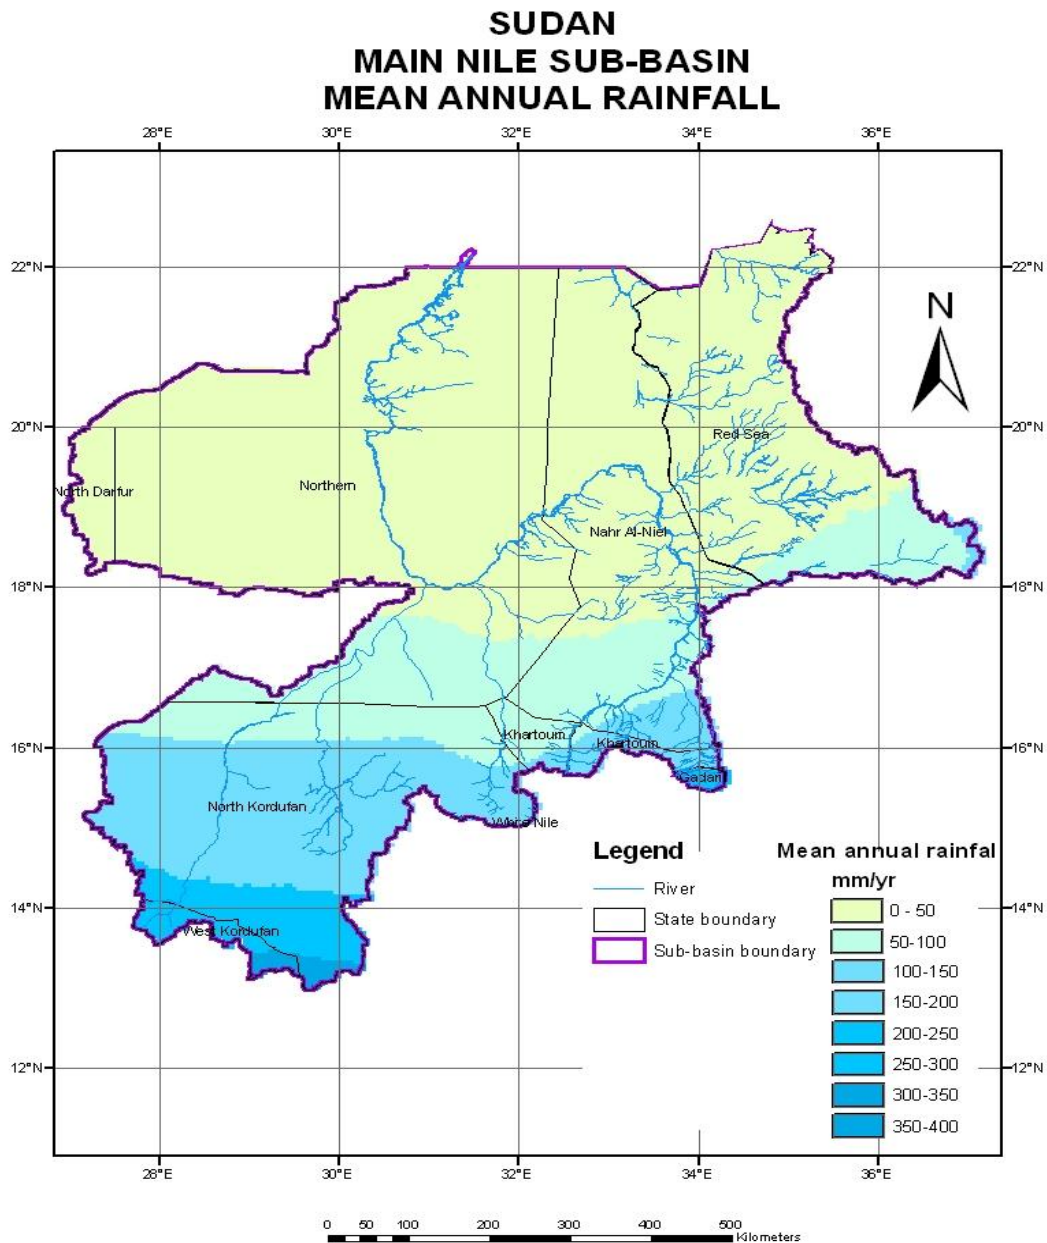 SUDAN
MAIN NILE SUB-BASIN
MEAN ANNUAL RAINFALL
28°E 30°E 32°E 34°E 36°E
22°N 22°N
N
20°N 20°N
Red Sea
North Darfur
Northern
Nahr Al-Niel
18°N 18°N
Khartoum
Khartoum
16°N 16°N
Gadari
North Kordufan
White Nile
Legend
River
State boundary
Sub-basin boundary
Mean annual rainfal
mm/yr
0 - 50
50-100
100-150
150-200
200-250
250-300
300-350
350-400
14°N 14°N
West Kordufan
12°N 12°N
28°E 30°E 32°E 34°E 36°E
0 50 100 200 300 400 500
Kilometers